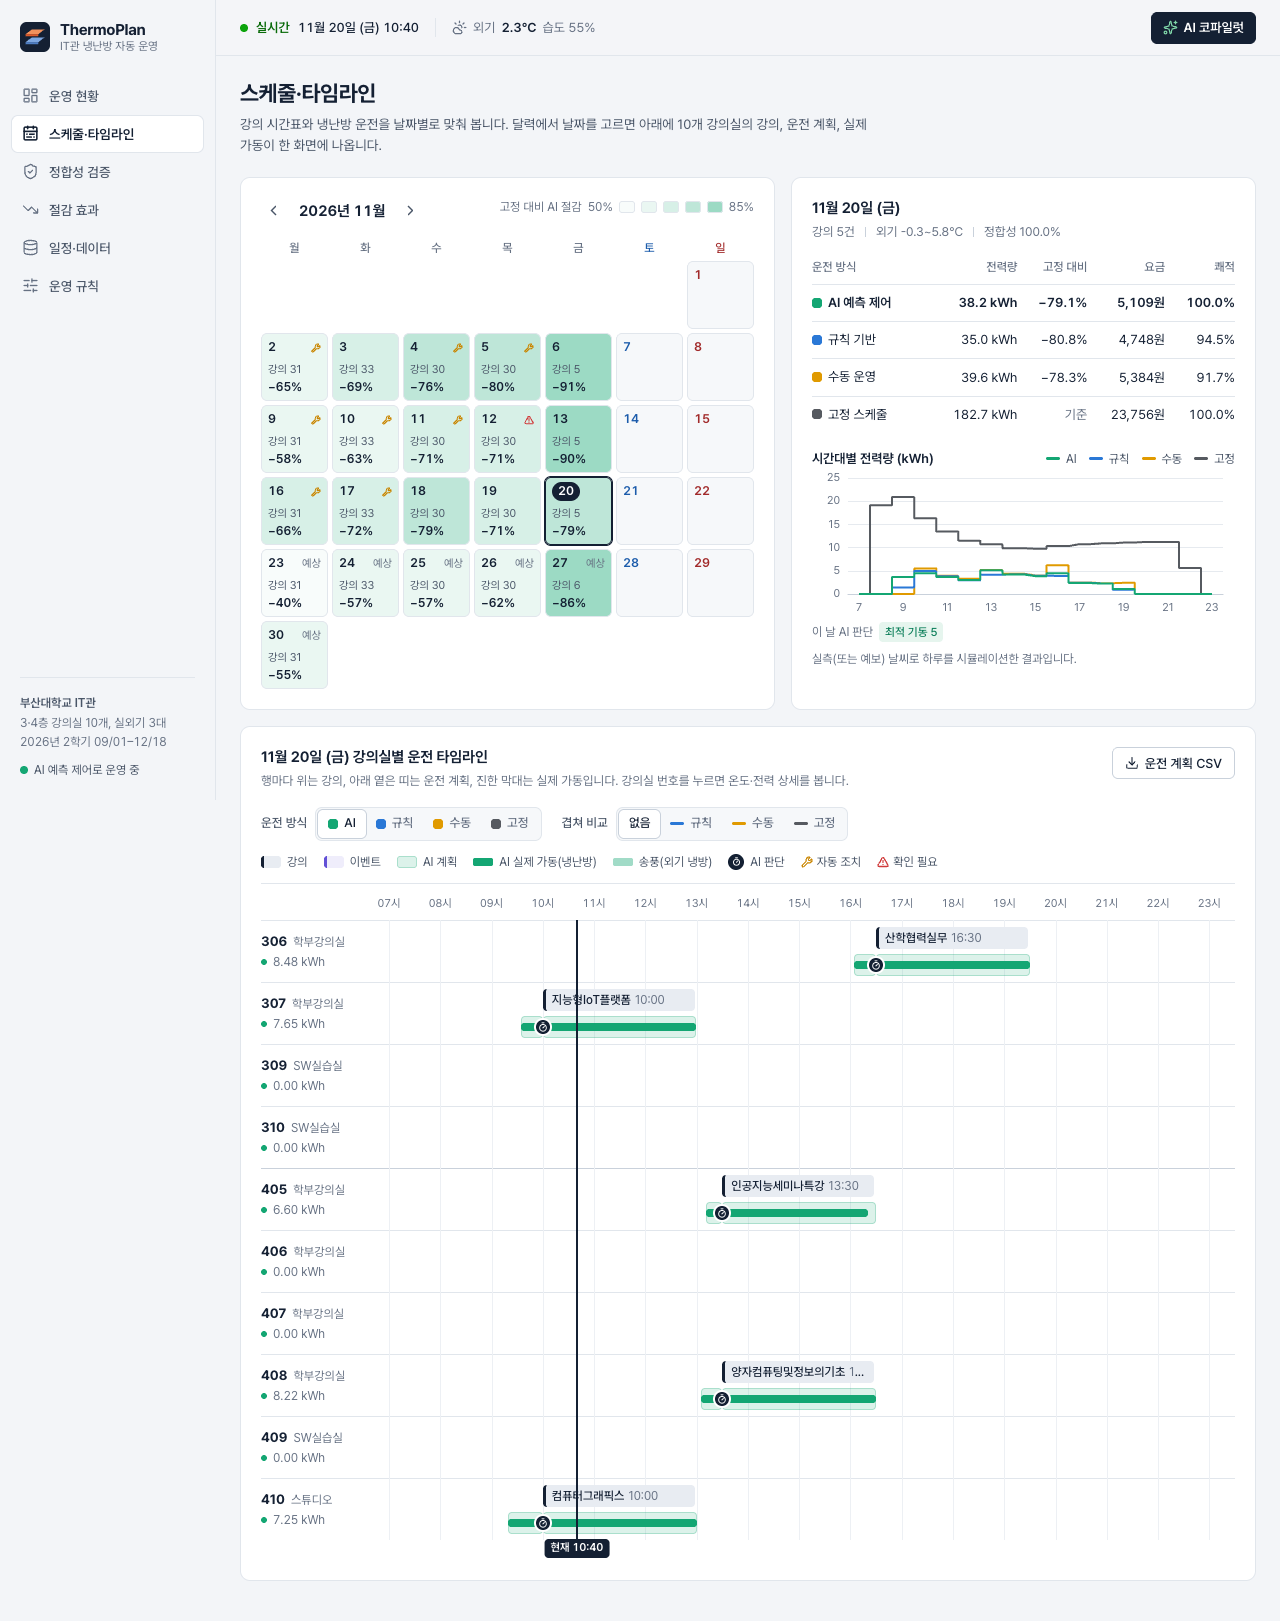 ThermoPlan
IT관 냉난방 자동 운영
운영 현황
스케줄·타임라인
정합성 검증
절감 효과
일정·데이터
운영 규칙
부산대학교 IT관
3·4층 강의실 10개, 실외기 3대
2026년 2학기 09/01–12/18
AI 예측 제어로 운영 중
실시간 11월 20일 (금) 10:40 외기 2.3°C 습도 55%
AI 코파일럿
스케줄·타임라인
강의 시간표와 냉난방 운전을 날짜별로 맞춰 봅니다. 달력에서 날짜를 고르면 아래에 10개 강의실의 강의, 운전 계획, 실제
가동이 한 화면에 나옵니다.
2026년 11월
고정 대비 AI 절감 50% 85%
월 화 수 목 금 토 일
1
2 3 4 5 6 7 8
강의 31 강의 33 강의 30 강의 30 강의 5
−65% −69% −76% −80% −91%
9 10 11 12 13 14 15
강의 31 강의 33 강의 30 강의 30 강의 5
−58% −63% −71% −71% −90%
16 17 18 19 20 21 22
강의 31 강의 33 강의 30 강의 30 강의 5
−66% −72% −79% −71% −79%
23 예상 24 예상 25 예상 26 예상 27 예상 28 29
강의 31 강의 33 강의 30 강의 30 강의 6
−40% −57% −57% −62% −86%
30 예상
강의 31
−55%
11월 20일 (금)
강의 5건 외기 -0.3~5.8°C 정합성 100.0%
운전 방식 전력량 고정 대비 요금 쾌적
AI 예측 제어 38.2 kWh −79.1% 5,109원 100.0%
규칙 기반 35.0 kWh −80.8% 4,748원 94.5%
수동 운영 39.6 kWh −78.3% 5,384원 91.7%
고정 스케줄 182.7 kWh 기준 23,756원 100.0%
시간대별 전력량 (kWh)
AI 규칙 수동 고정
25
20
15
10
5
0
7 9 11 13 15 17 19 21 23
이 날 AI 판단 최적 기동 5
실측(또는 예보) 날씨로 하루를 시뮬레이션한 결과입니다.
11월 20일 (금) 강의실별 운전 타임라인
행마다 위는 강의, 아래 옅은 띠는 운전 계획, 진한 막대는 실제 가동입니다. 강의실 번호를 누르면 온도·전력 상세를 봅니다.
운전 계획 CSV
운전 방식 AI 규칙 수동 고정 겹쳐 비교 없음 규칙 수동 고정
강의 이벤트 AI 계획 AI 실제 가동(냉난방) 송풍(외기 냉방) AI 판단 자동 조치 확인 필요
07시 08시 09시 10시 11시 12시 13시 14시 15시 16시 17시 18시 19시 20시 21시 22시 23시
306 학부강의실
8.48 kWh
산학협력실무 16:30
307 학부강의실
7.65 kWh
지능형IoT플랫폼 10:00
309 SW실습실
0.00 kWh
310 SW실습실
0.00 kWh
405 학부강의실
6.60 kWh
인공지능세미나특강 13:30
406 학부강의실
0.00 kWh
407 학부강의실
0.00 kWh
408 학부강의실
8.22 kWh
양자컴퓨팅및정보의기초 1...
409 SW실습실
0.00 kWh
410 스튜디오
7.25 kWh
컴퓨터그래픽스 10:00
현재 10:40